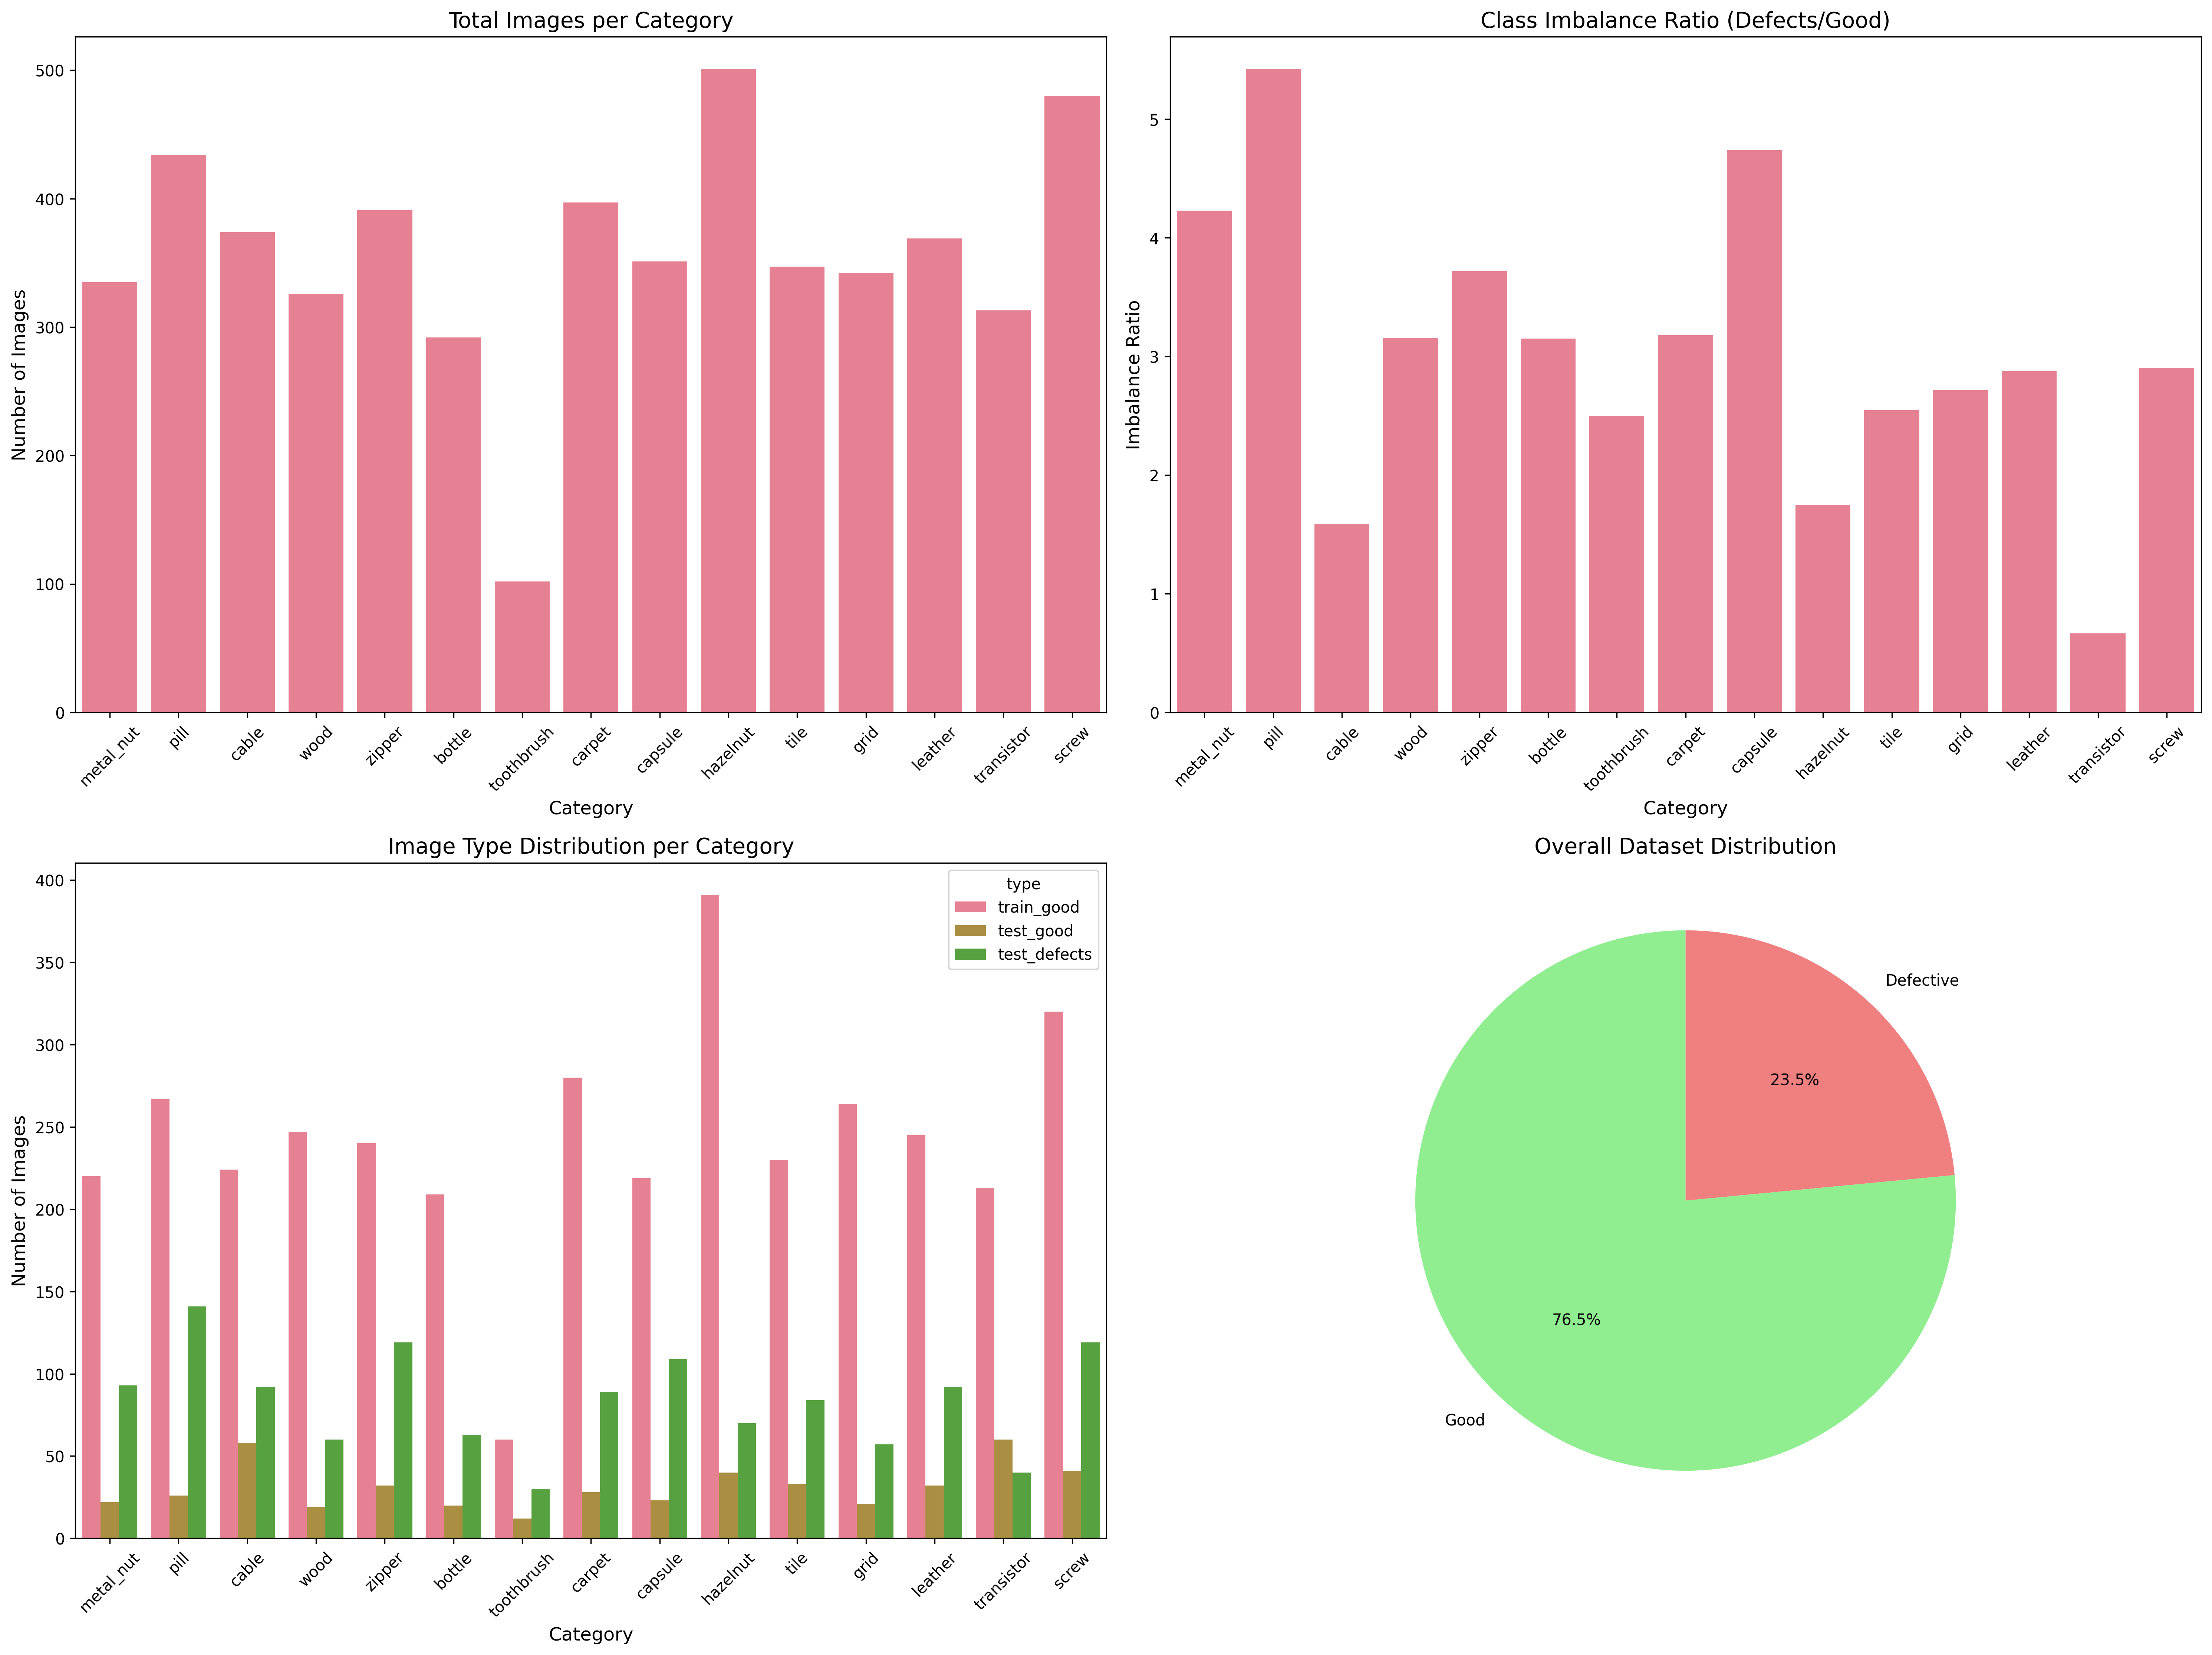 Total Images per Category
Number of Images
500
400
300
200
100
0
metal_nut
pill
cable
wood
zipper
bottle
toothbrush
carpet
capsule
hazelnut
tile
grid
leather
transistor
screw
Category
Class Imbalance Ratio (Defects/Good)
Imbalance Ratio
5
4
3
2
1
0
metal_nut
pill
cable
wood
zipper
bottle
toothbrush
carpet
capsule
hazelnut
tile
grid
leather
transistor
screw
Category
Image Type Distribution per Category
Number of Images
400
350
300
250
200
150
100
50
0
type
train_good
test_good
test_defects
metal_nut
pill
cable
wood
zipper
bottle
toothbrush
carpet
capsule
hazelnut
tile
grid
leather
transistor
screw
Category
Overall Dataset Distribution
Defective
23.5%
76.5%
Good